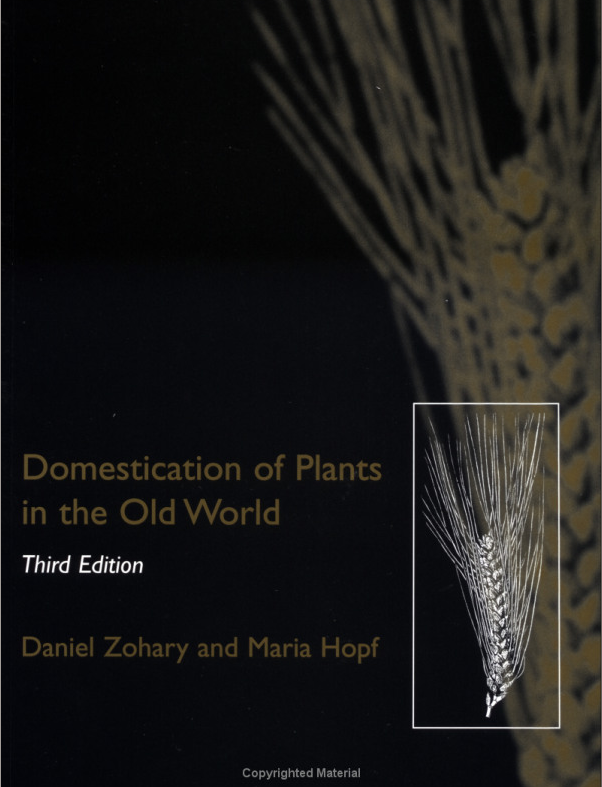 Domestication of Plants
in the Old World
Third Edition
Daniel Zohary and Maria Hopf
Copyrighted Material